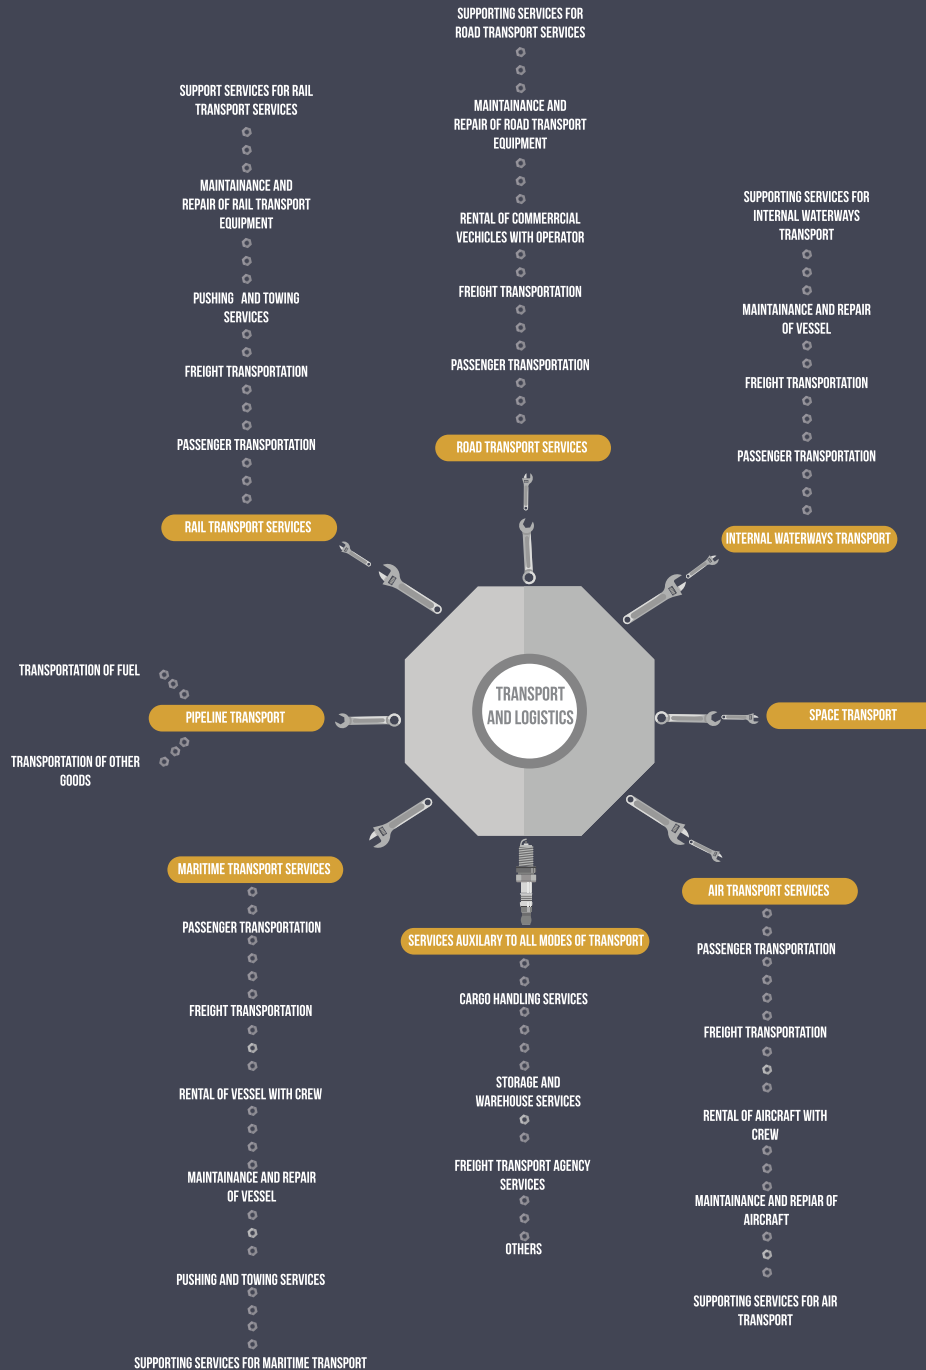 SUPPORTING SERVICES FOR
ROAD TRANSPORT SERVICES
MAINTAINANCE AND
REPAIR OF ROAD TRANSPORT
EQUIPMENT
RENTAL OF COMMERRCIAL
VECHICLES WITH OPERATOR
FREIGHT TRANSPORTATION
PASSENGER TRANSPORTATION
ROAD TRANSPORT SERVICES
SUPPORT SERVICES FOR RAIL
TRANSPORT SERVICES
MAINTAINANCE AND
REPAIR OF RAIL TRANSPORT
EQUIPMENT
PUSHING AND TOWING
SERVICES
FREIGHT TRANSPORTATION
PASSENGER TRANSPORTATION
RAIL TRANSPORT SERVICES
SUPPORTING SERVICES FOR
INTERNAL WATERWAYS
TRANSPORT
MAINTAINANCE AND REPAIR
OF VESSEL
FREIGHT TRANSPORTATION
PASSENGER TRANSPORTATION
INTERNAL WATERWAYS TRANSPORT
TRANSPORTATION OF FUEL
PIPELINE TRANSPORT
TRANSPORTATION OF OTHER
GOODS
TRANSPORT
AND LOGISTICS
SPACE TRANSPORT
MARITIME TRANSPORT SERVICES
PASSENGER TRANSPORTATION
FREIGHT TRANSPORTATION
RENTAL OF VESSEL WITH CREW
MAINTAINANCE AND REPAIR
OF VESSEL
PUSHING AND TOWING SERVICES
SUPPORTING SERVICES FOR MARITIME TRANSPORT
SERVICES AUXILARY TO ALL MODES OF TRANSPORT
CARGO HANDLING SERVICES
STORAGE AND
WAREHOUSE SERVICES
FREIGHT TRANSPORT AGENCY
SERVICES
OTHERS
AIR TRANSPORT SERVICES
PASSENGER TRANSPORTATION
FREIGHT TRANSPORTATION
RENTAL OF AIRCRAFT WITH
CREW
MAINTAINANCE AND REPIAR OF
AIRCRAFT
SUPPORTING SERVICES FOR AIR
TRANSPORT